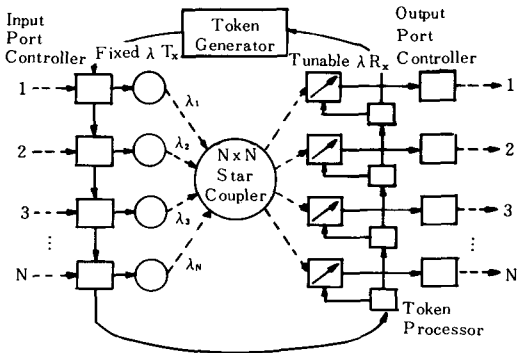 Input
Port
Controller
Fixed λ Tx
Token
Generator
Tunable λ Rx
Output
Port
Controller
1
2
3
⋮
N
λ1
λ2
λ3
λN
N x N
Star
Coupler
1
2
3
⋮
N
Token
Processor